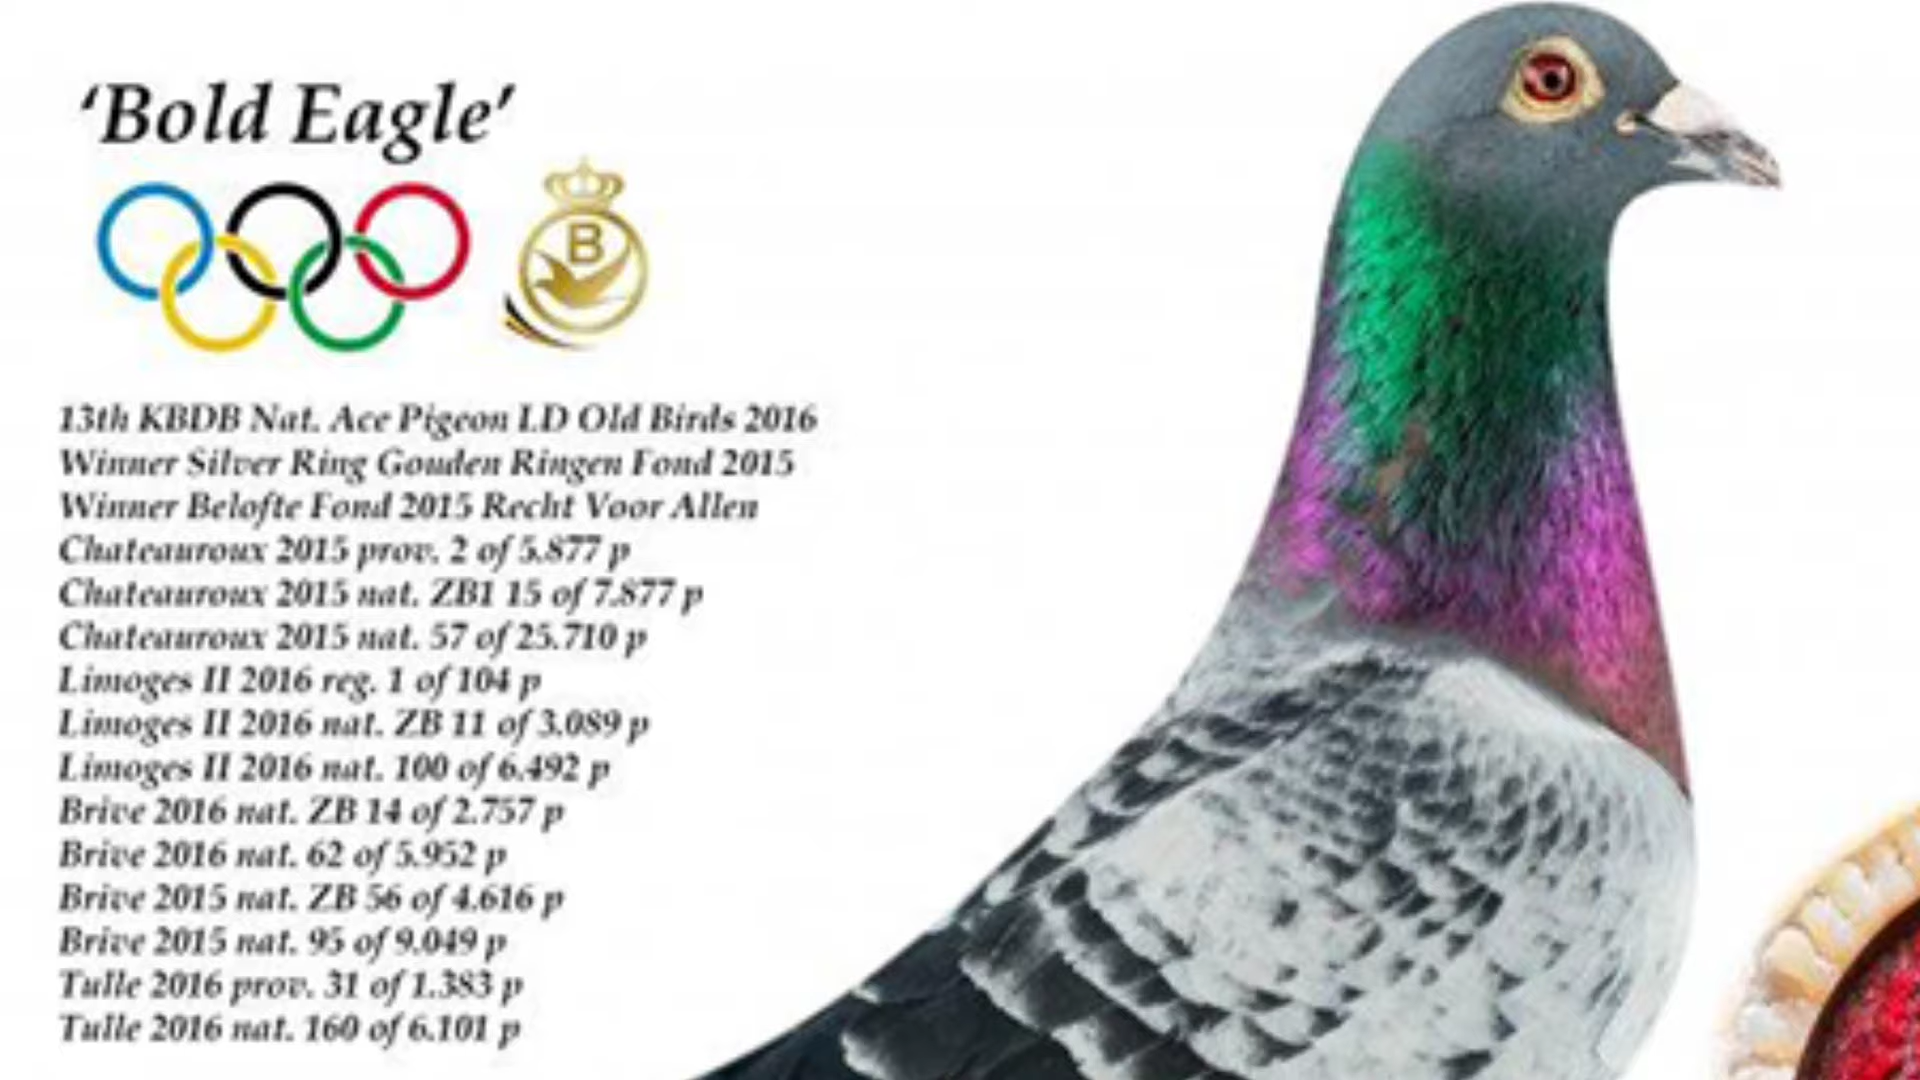 ‘Bold Eagle’
B
13th KBDB Nat. Ace Pigeon LD Old Birds 2016
Winner Silver Ring Gouden Ringen Fond 2015
Winner Belofte Fond 2015 Recht Voor Allen
Chateauroux 2015 prov. 2 of 5.877 p
Chateauroux 2015 nat. ZB1 15 of 7.877 p
Chateauroux 2015 nat. 57 of 25.710 p
Limoges II 2016 reg. 1 of 104 p
Limoges II 2016 nat. ZB 11 of 3.089 p
Limoges II 2016 nat. 100 of 6.492 p
Brive 2016 nat. ZB 14 of 2.757 p
Brive 2016 nat. 62 of 5.952 p
Brive 2015 nat. ZB 56 of 4.616 p
Brive 2015 nat. 95 of 9.049 p
Tulle 2016 prov. 31 of 1.383 p
Tulle 2016 nat. 160 of 6.101 p